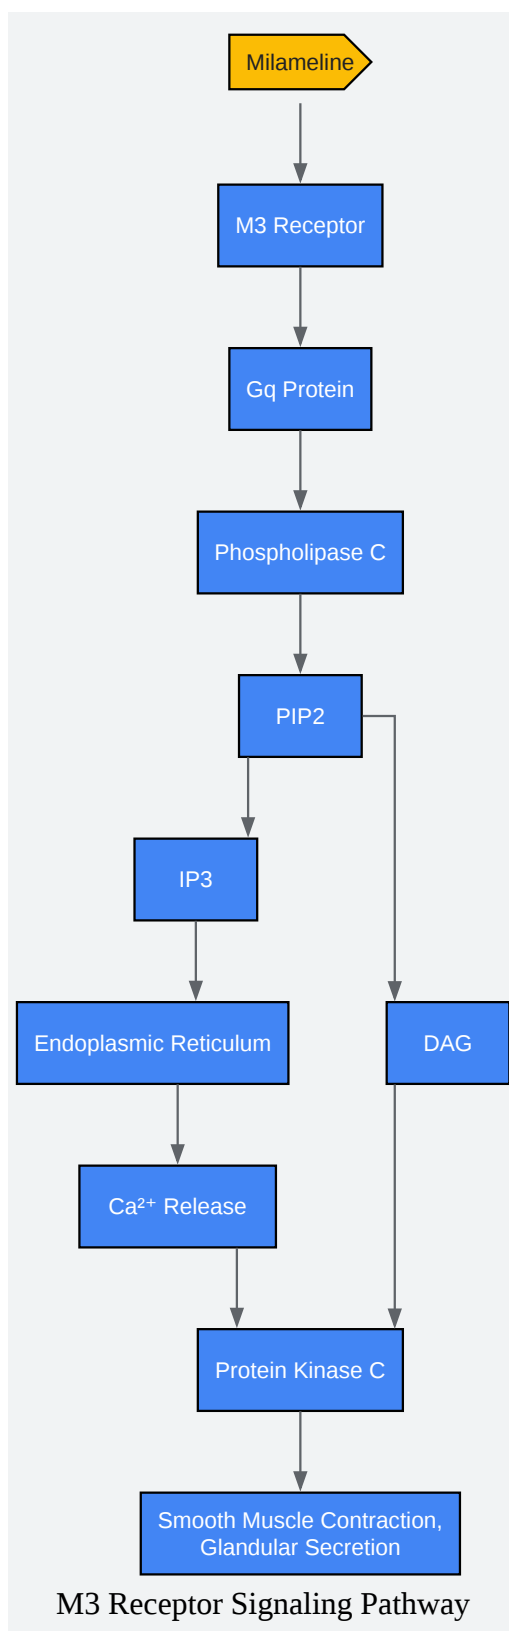 Milameline
M3 Receptor
Gq Protein
Phospholipase C
PIP2
IP3
Endoplasmic Reticulum
DAG
Ca²⁺ Release
Protein Kinase C
Smooth Muscle Contraction,
Glandular Secretion
M3 Receptor Signaling Pathway